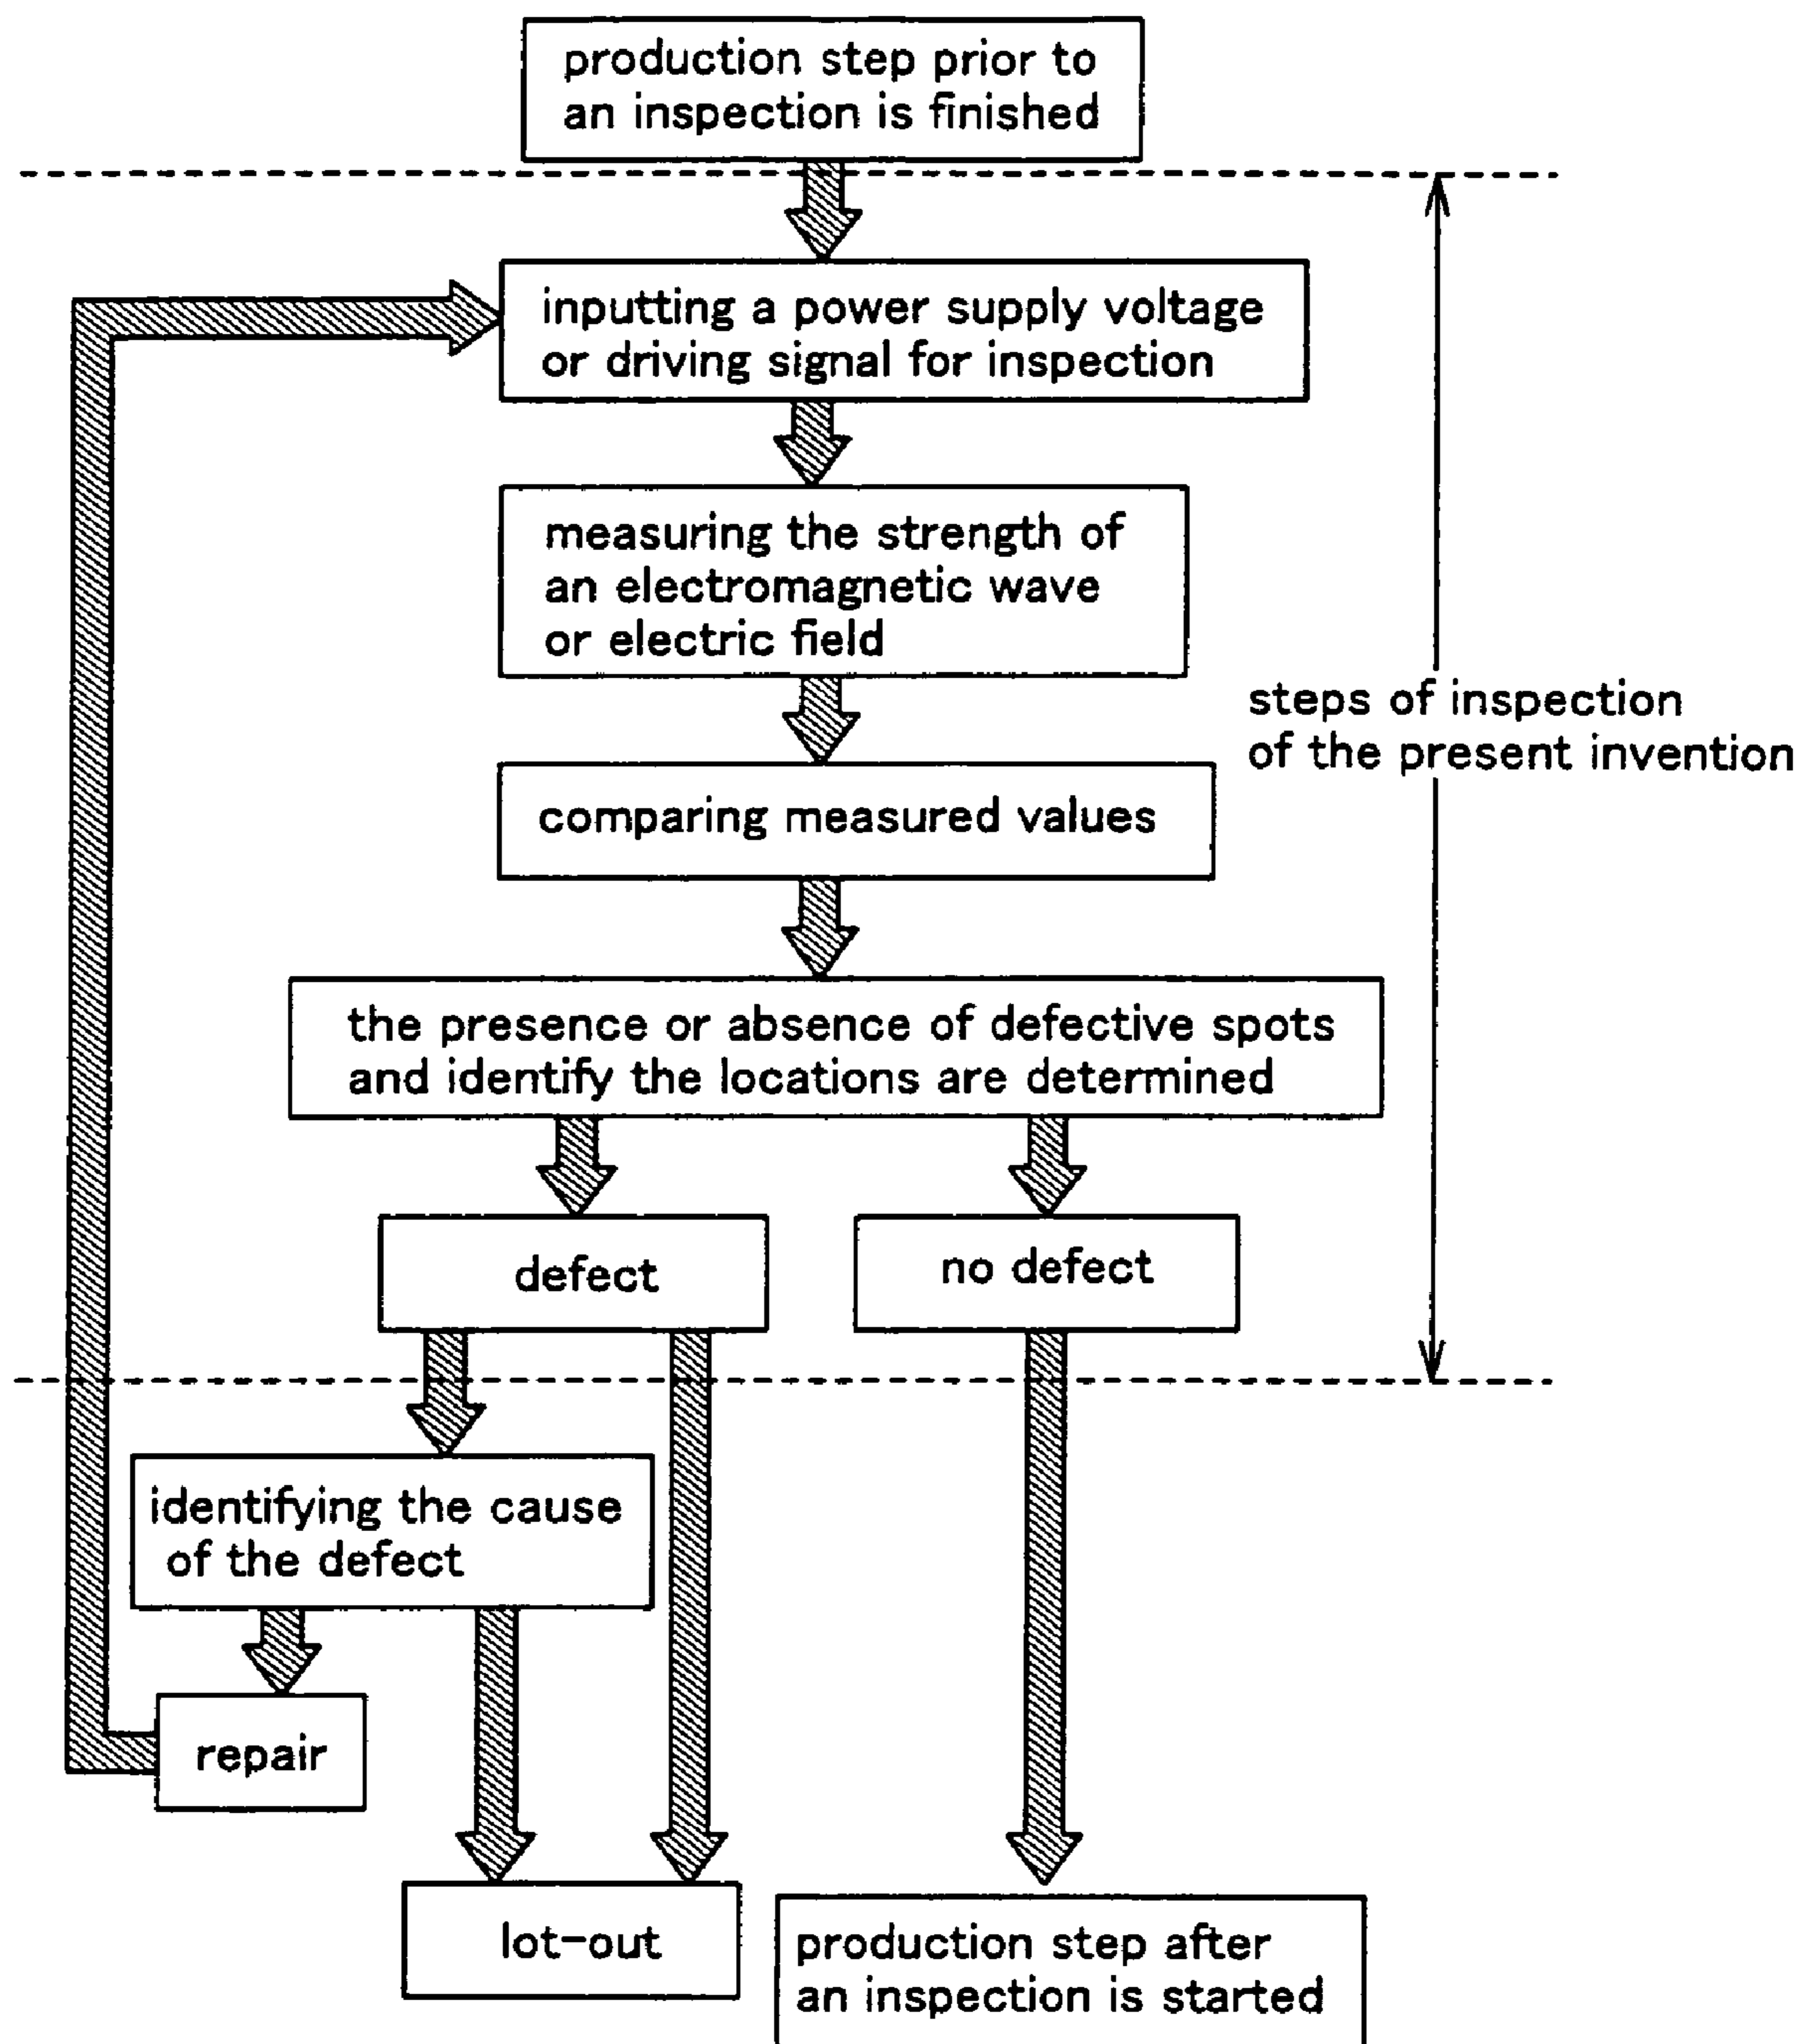 production step prior to
an inspection is finished
inputting a power supply voltage
or driving signal for inspection
measuring the strength of
an electromagnetic wave
or electric field
steps of inspection
of the present invention
comparing measured values
the presence or absence of defective spots
and identify the locations are determined
defect
no defect
identifying the cause
of the defect
repair
lot-out
production step after
an inspection is started